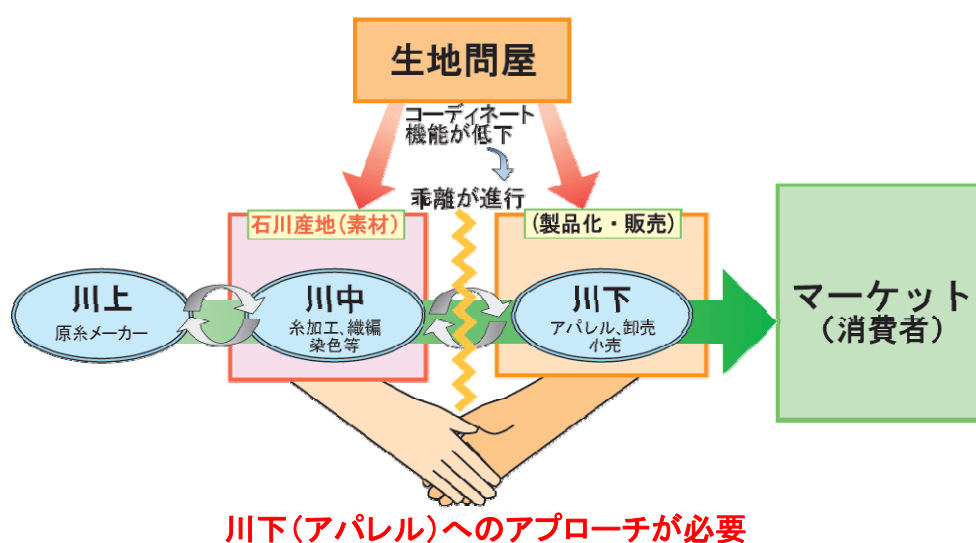 生地問屋
コーディネート
機能が低下
乖離が進行
石川産地(素材)
(製品化・販売)
川上
原糸メーカー
川中
糸加工、織編
染色等
川下
アパレル、卸売
小売
マーケット
(消費者)
川下(アパレル)へのアプローチが必要